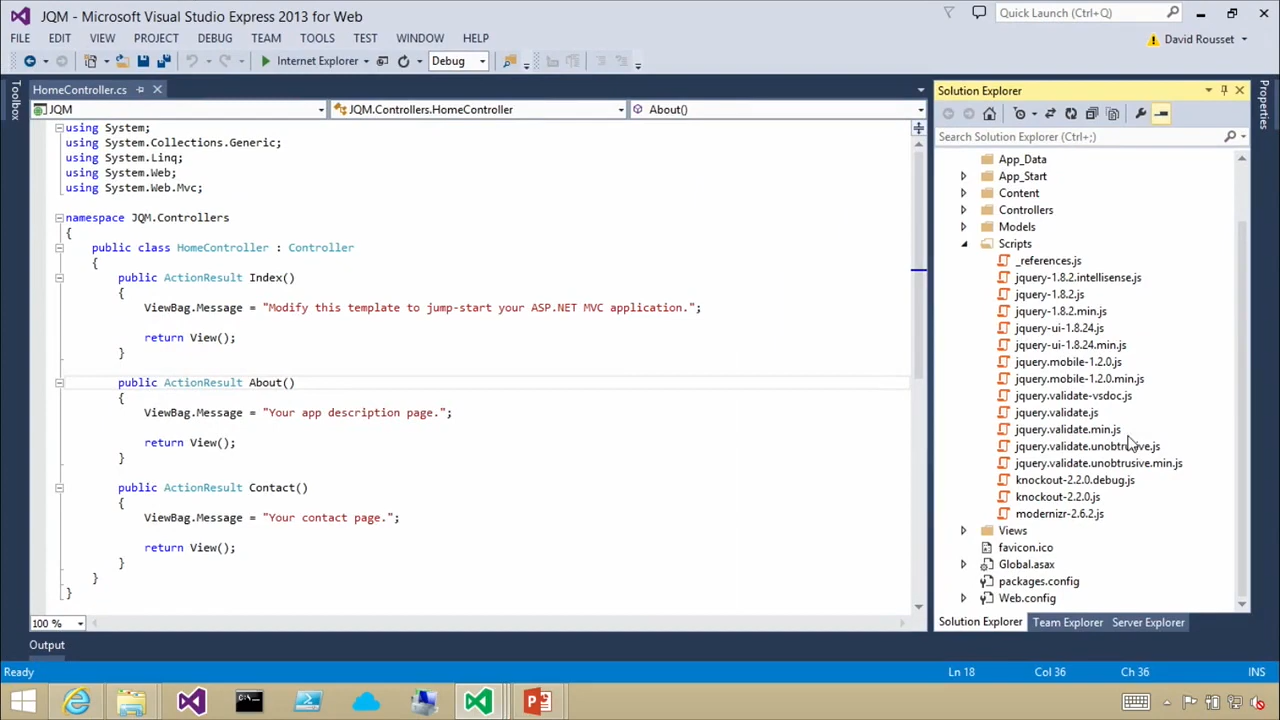 JQM - Microsoft Visual Studio Express 2013 for Web
Quick Launch (Ctrl+Q)
FILE EDIT VIEW PROJECT DEBUG TEAM TOOLS TEST WINDOW HELP
David Rousset
Internet Explorer
Debug
Toolbox
HomeController.cs
JQM
JQM.Controllers.HomeController
About()
using System;
using System.Collections.Generic;
using System.Linq;
using System.Web;
using System.Web.Mvc;
namespace JQM.Controllers
{
public class HomeController : Controller
{
public ActionResult Index()
{
ViewBag.Message = "Modify this template to jump-start your ASP.NET MVC application.";
return View();
}
public ActionResult About()
{
ViewBag.Message = "Your app description page.";
return View();
}
public ActionResult Contact()
{
ViewBag.Message = "Your contact page.";
return View();
}
}
}
100 %
Solution Explorer
Search Solution Explorer (Ctrl+;)
App_Data
App_Start
Content
Controllers
Models
Scripts
_references.js
jquery-1.8.2.intellisense.js
jquery-1.8.2.js
jquery-1.8.2.min.js
jquery-ui-1.8.24.js
jquery-ui-1.8.24.min.js
jquery.mobile-1.2.0.js
jquery.mobile-1.2.0.min.js
jquery.validate-vsdoc.js
jquery.validate.js
jquery.validate.min.js
jquery.validate.unobtrusive.js
jquery.validate.unobtrusive.min.js
knockout-2.2.0.debug.js
knockout-2.2.0.js
modernizr-2.6.2.js
Views
favicon.ico
Global.asax
packages.config
Web.config
Solution Explorer Team Explorer Server Explorer
Properties
Output
Ready
Ln 18 Col 36 Ch 36 INS